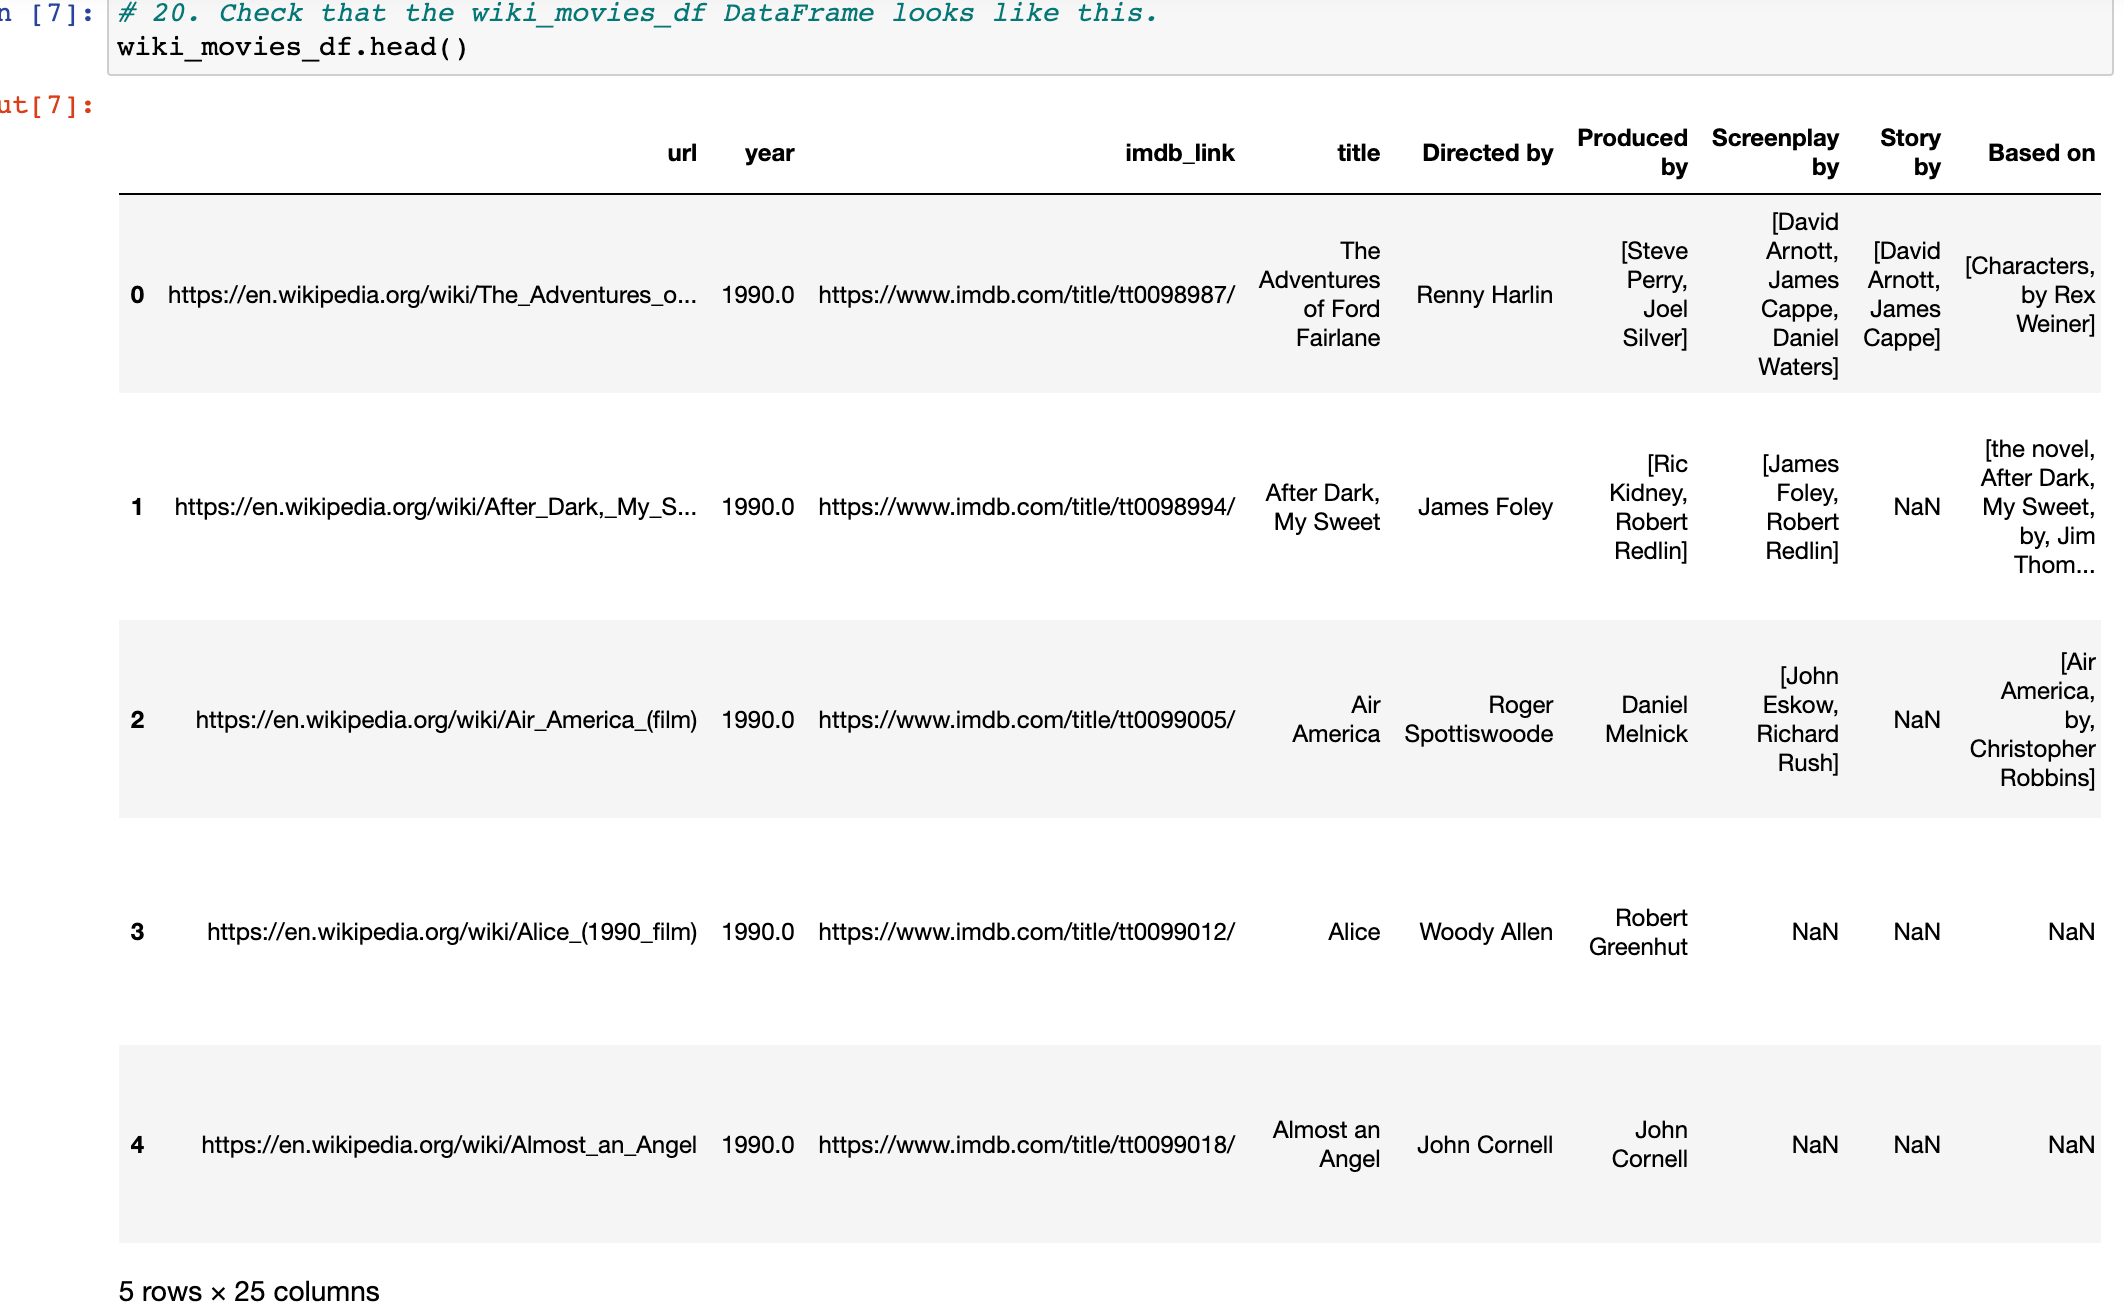 n [7]: # 20. Check that the wiki_movies_df DataFrame looks like this.
wiki_movies_df.head()
ut[7]:
url year imdb_link title Directed by Produced by Screenplay by Story by Based on
0 https://en.wikipedia.org/wiki/The_Adventures_o... 1990.0 https://www.imdb.com/title/tt0098987/ The Adventures of Ford Fairlane Renny Harlin [Steve Perry, Joel Silver] [David Arnott, James Cappe, Daniel Waters] [David Arnott, James Cappe] [Characters, by Rex Weiner]
1 https://en.wikipedia.org/wiki/After_Dark,_My_S... 1990.0 https://www.imdb.com/title/tt0098994/ After Dark, My Sweet James Foley [Ric Kidney, Robert Redlin] [James Foley, Robert Redlin] NaN [the novel, After Dark, My Sweet, by, Jim Thom...
2 https://en.wikipedia.org/wiki/Air_America_(film) 1990.0 https://www.imdb.com/title/tt0099005/ Air America Roger Spottiswoode Daniel Melnick [John Eskow, Richard Rush] NaN [Air America, by, Christopher Robbins]
3 https://en.wikipedia.org/wiki/Alice_(1990_film) 1990.0 https://www.imdb.com/title/tt0099012/ Alice Woody Allen Robert Greenhut NaN NaN NaN
4 https://en.wikipedia.org/wiki/Almost_an_Angel 1990.0 https://www.imdb.com/title/tt0099018/ Almost an Angel John Cornell John Cornell NaN NaN NaN
5 rows × 25 columns